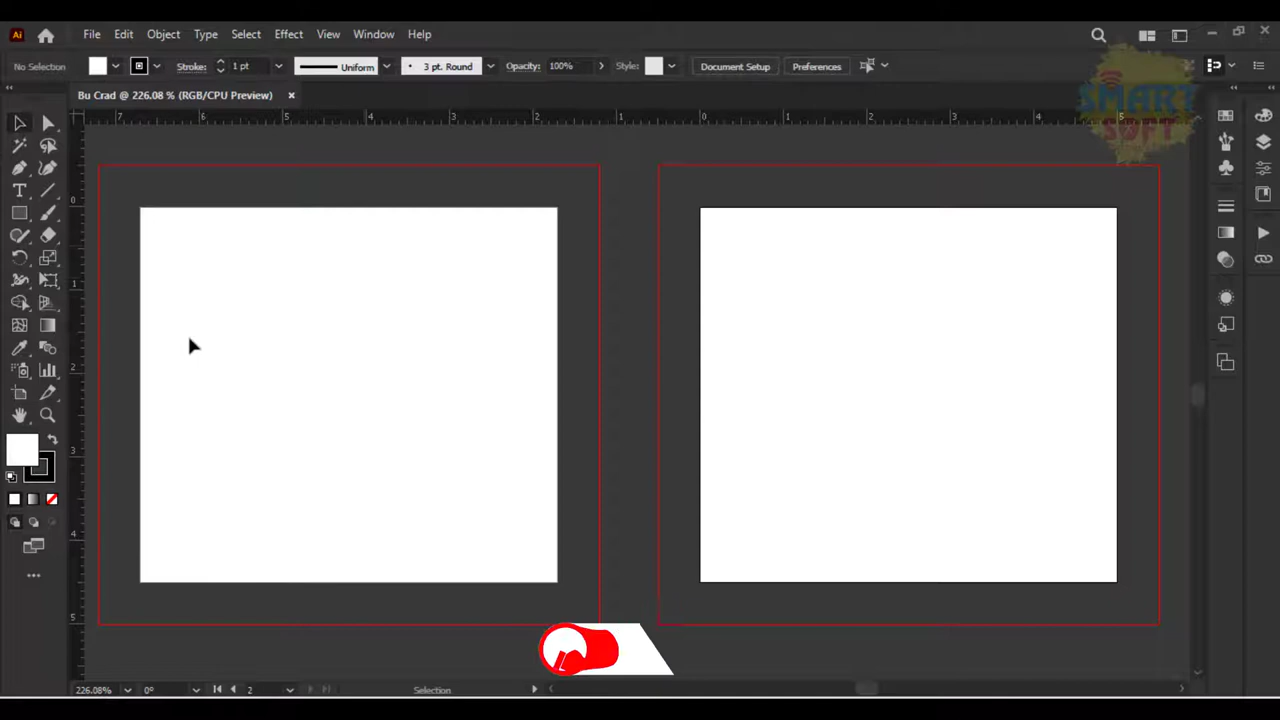 Ai File Edit Object Type Select Effect View Window Help
No Selection Stroke: 1 pt Uniform 3 pt. Round Opacity: 100% Style: Document Setup Preferences
SMART
SOFT
Bu Crad @ 226.08 % (RGB/CPU Preview)
7 6 5 4 3 2 1 0 1 2 3 4 5
0
1
2
3
4
5
T
226.08% 0° 2 Selection